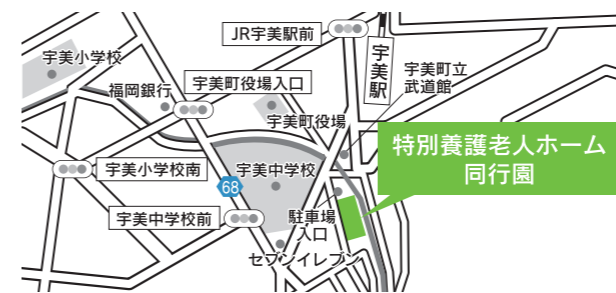 JR宇美駅前
宇美駅
宇美小学校
宇美町立
武道館
福岡銀行
宇美町役場入口
宇美町役場
特別養護老人ホーム
同行園
宇美小学校南
宇美中学校
68
宇美中学校前
駐車場
入口
セブンイレブン